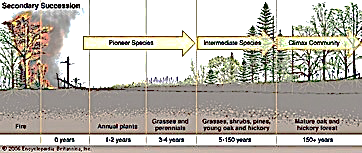 Secondary Succession
Pioneer Species
Intermediate Species
Climax Community
Fire
Annual plants
Grasses and
perennials
Grasses, shrubs, pines,
young oak and hickory
Mature oak and
hickory forest
0 years
1-2 years
3-4 years
5-150 years
150+ years
© 2006 Encyclopædia Britannica, Inc.